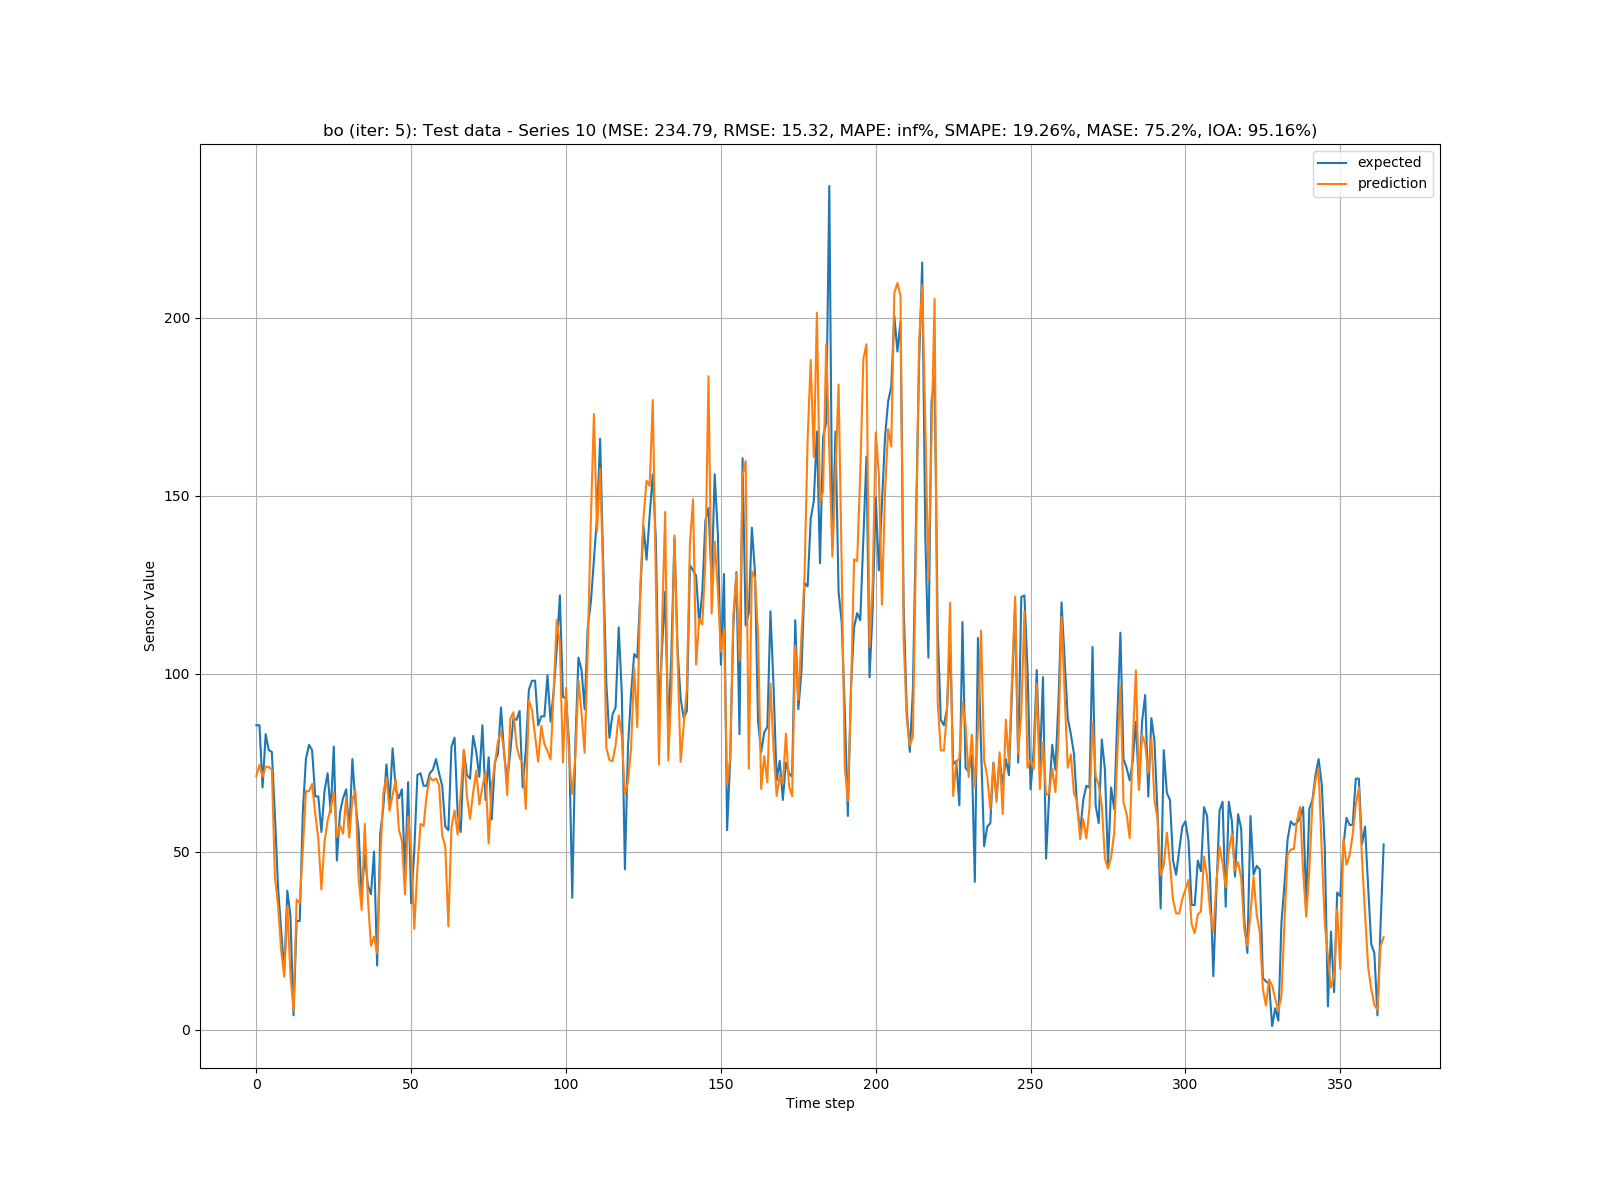 bo (iter: 5): Test data - Series 10 (MSE: 234.79, RMSE: 15.32, MAPE: inf%, SMAPE: 19.26%, MASE: 75.2%, IOA: 95.16%)
expected
prediction
Sensor Value
200
150
100
50
0
0 50 100 150 200 250 300 350
Time step